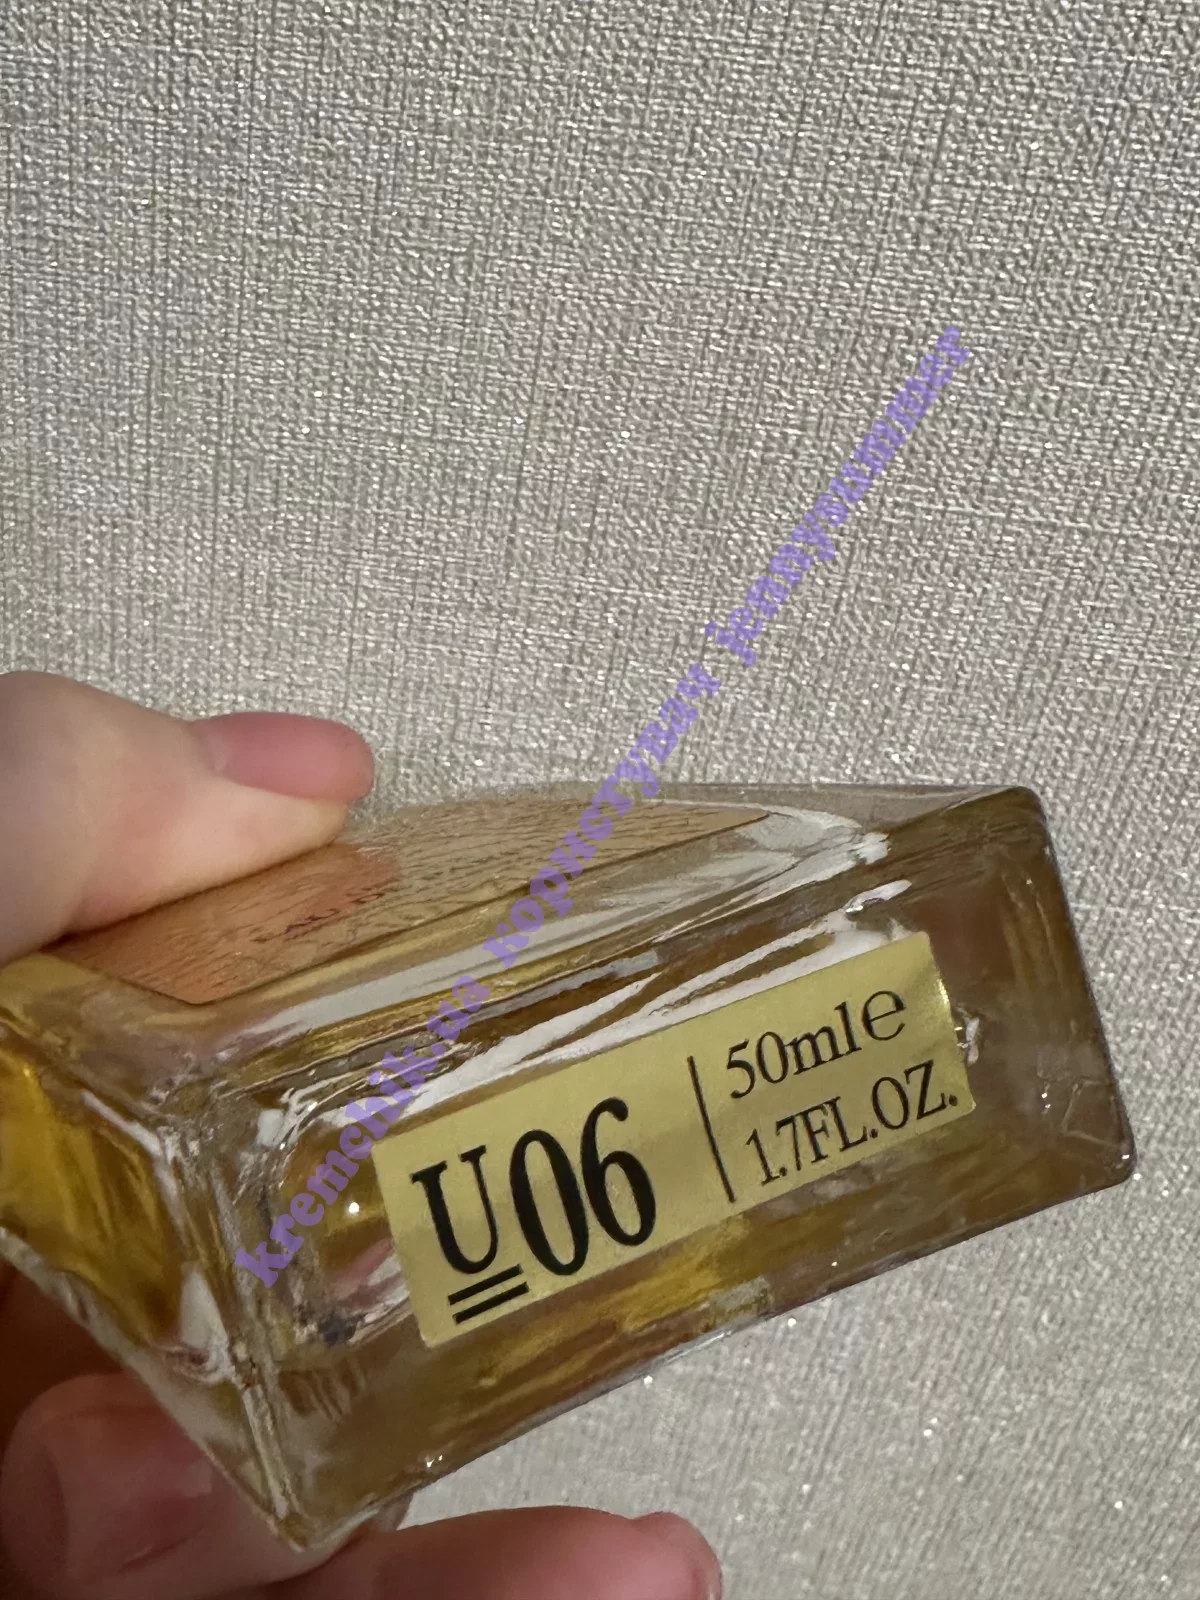 kremchik.ua користувач jennysummer
U06
50ml e
1.7FL.OZ.